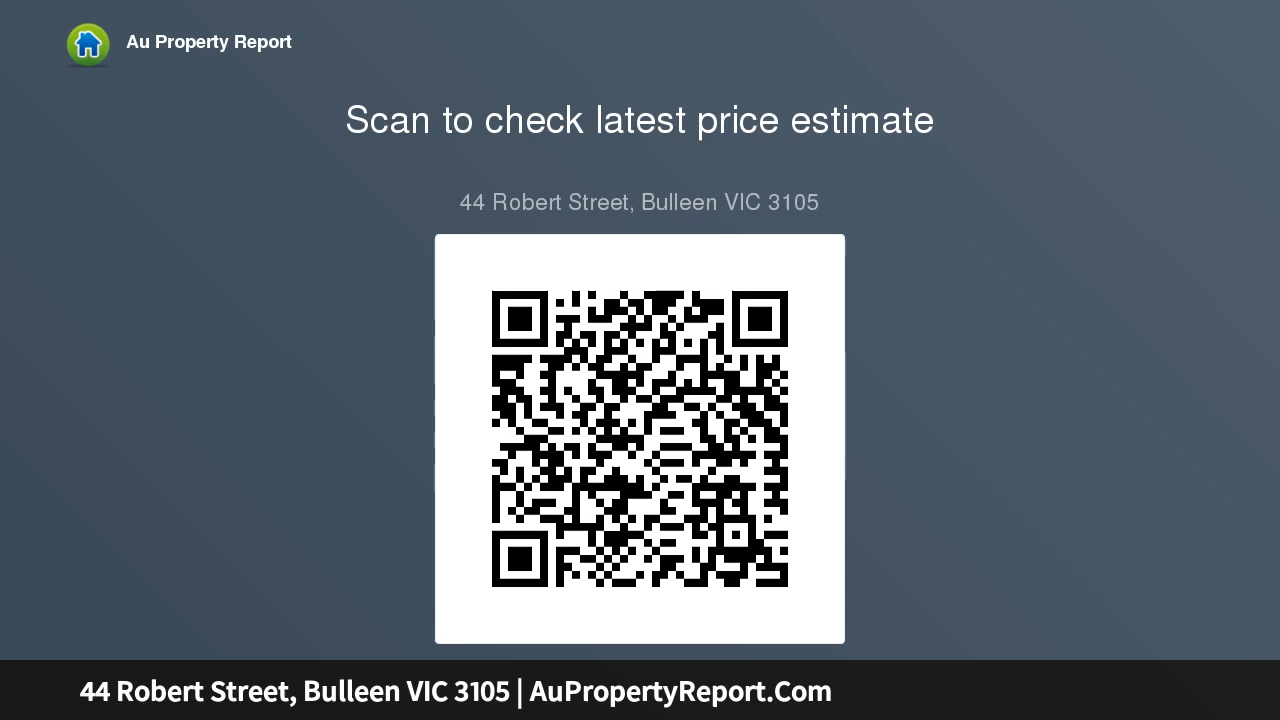 Au Property Report
Scan to check latest price estimate
44 Robert Street, Bulleen VIC 3105
44 Robert Street, Bulleen VIC 3105 | AuPropertyReport.Com